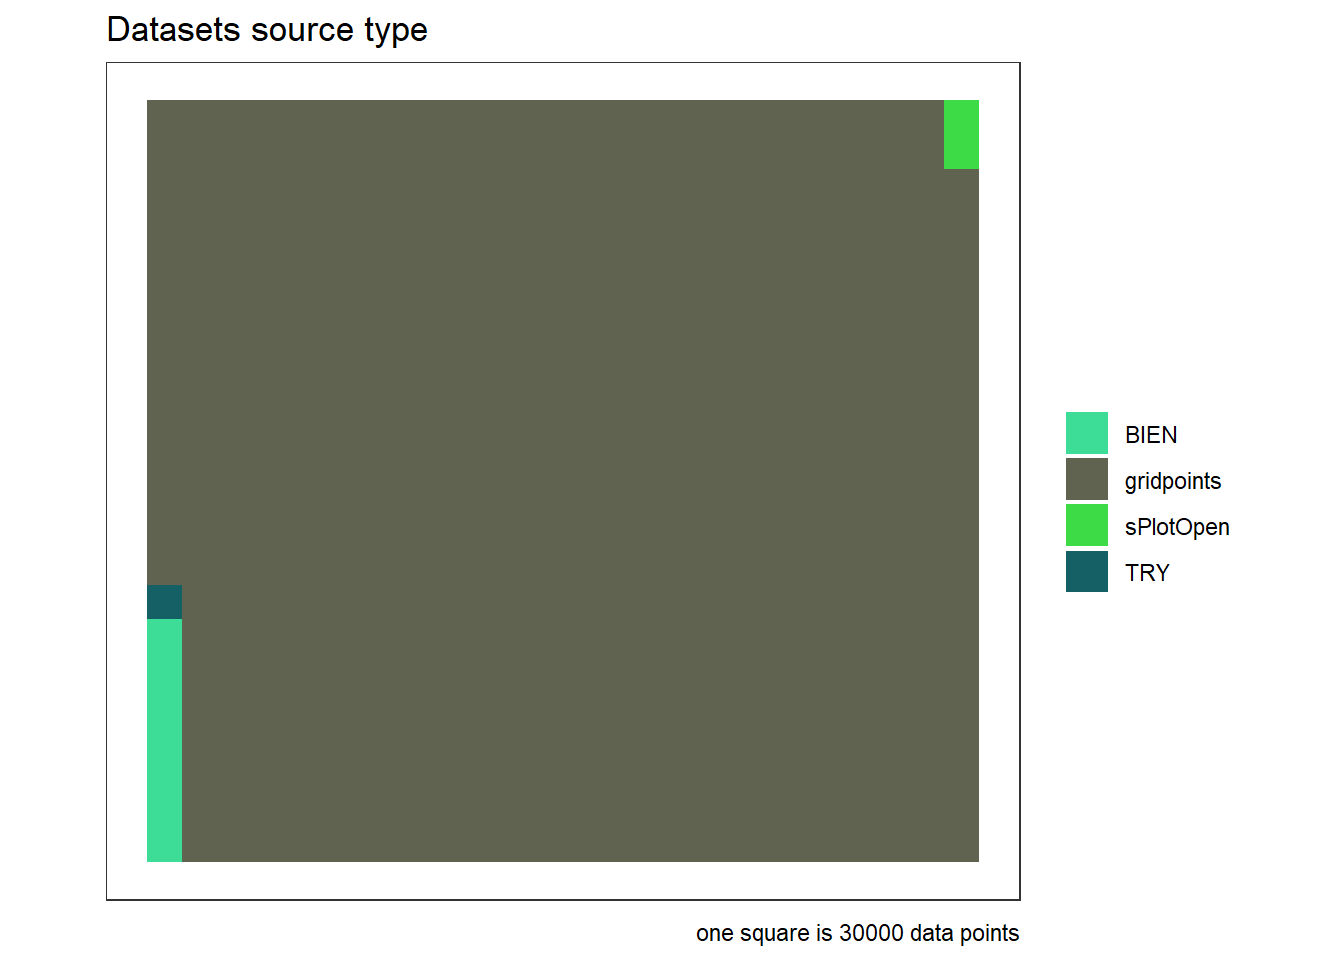 Datasets source type
BIEN
gridpoints
sPlotOpen
TRY
one square is 30000 data points